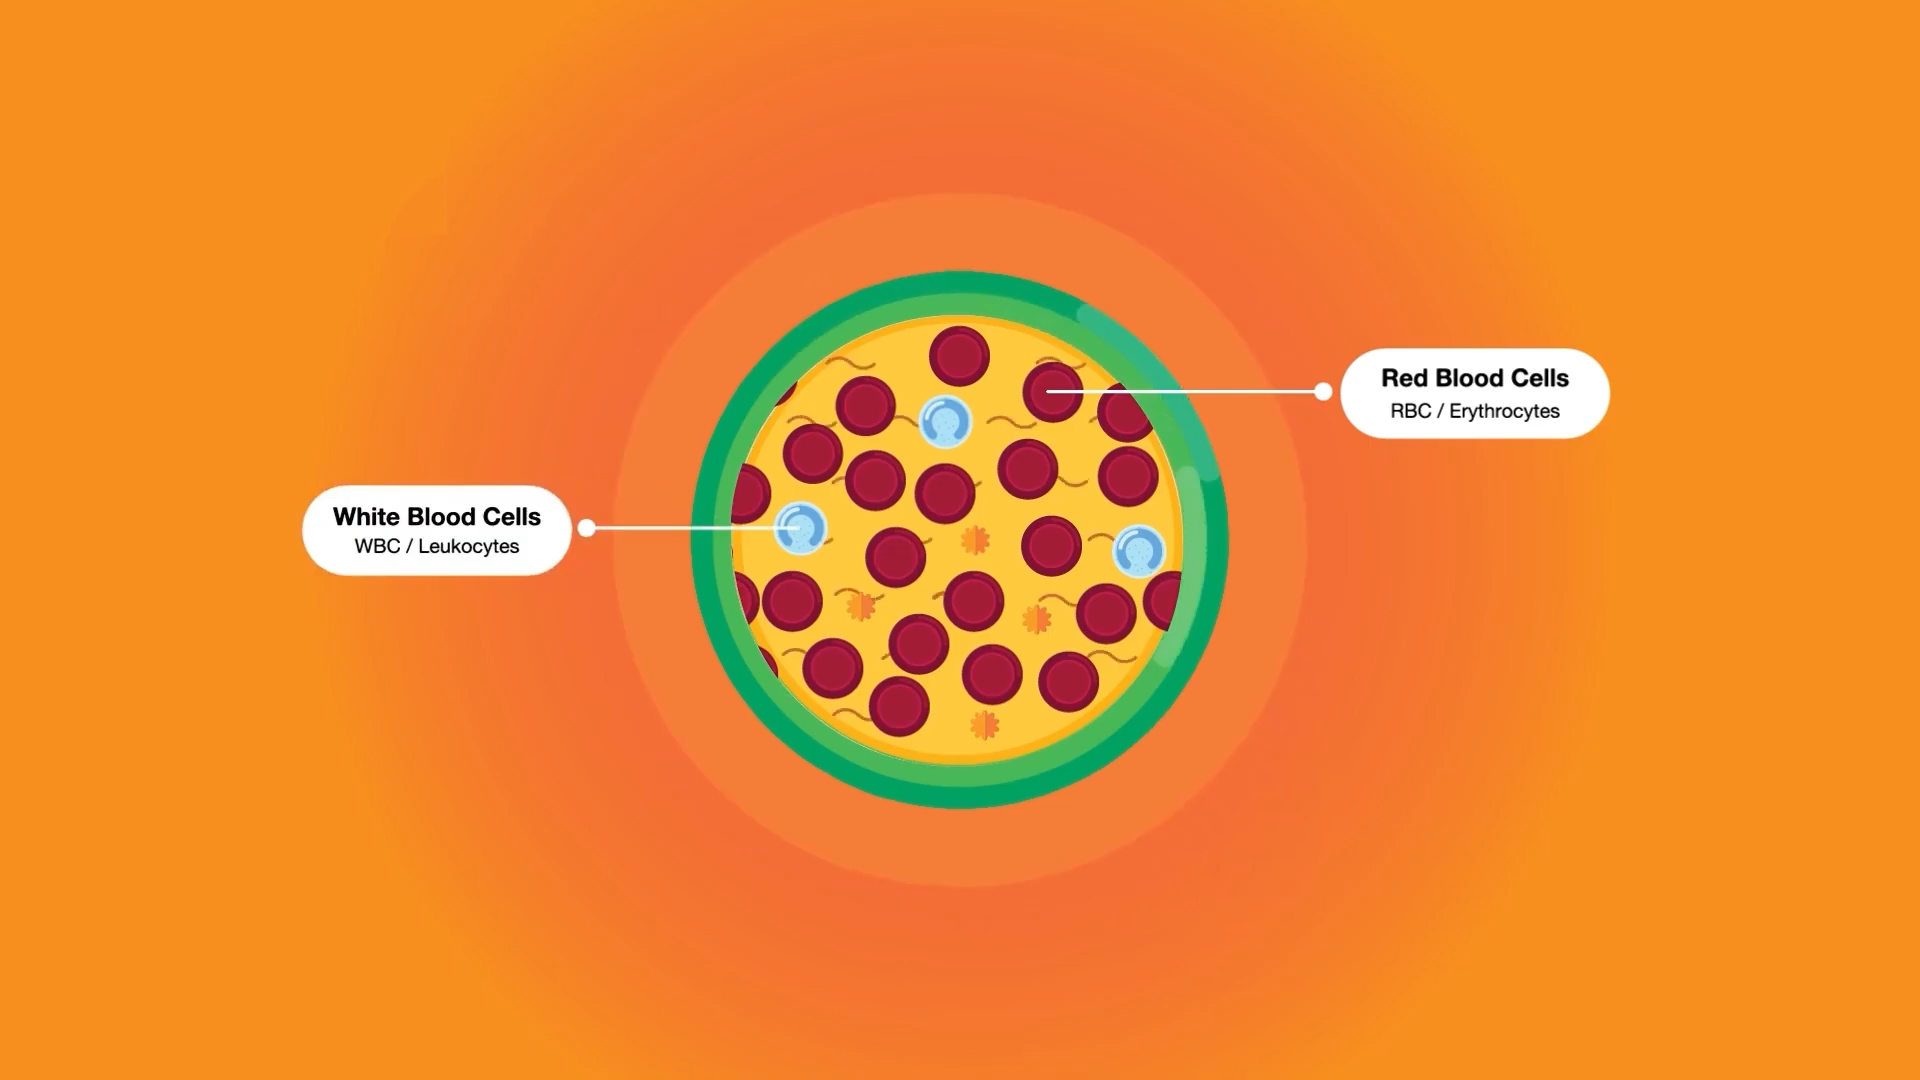 Red Blood Cells
RBC / Erythrocytes
White Blood Cells
WBC / Leukocytes